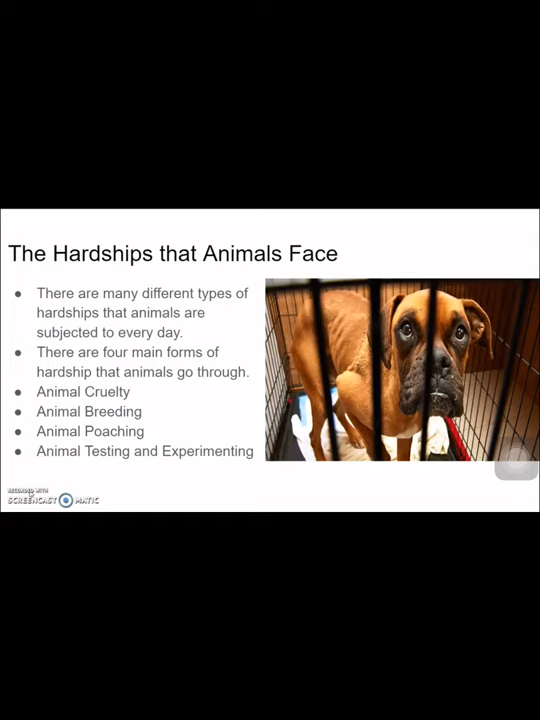 The Hardships that Animals Face
● There are many different types of
hardships that animals are
subjected to every day.
● There are four main forms of
hardship that animals go through.
● Animal Cruelty
● Animal Breeding
● Animal Poaching
● Animal Testing and Experimenting
RECORDED WITH
SCREENCAST MATIC